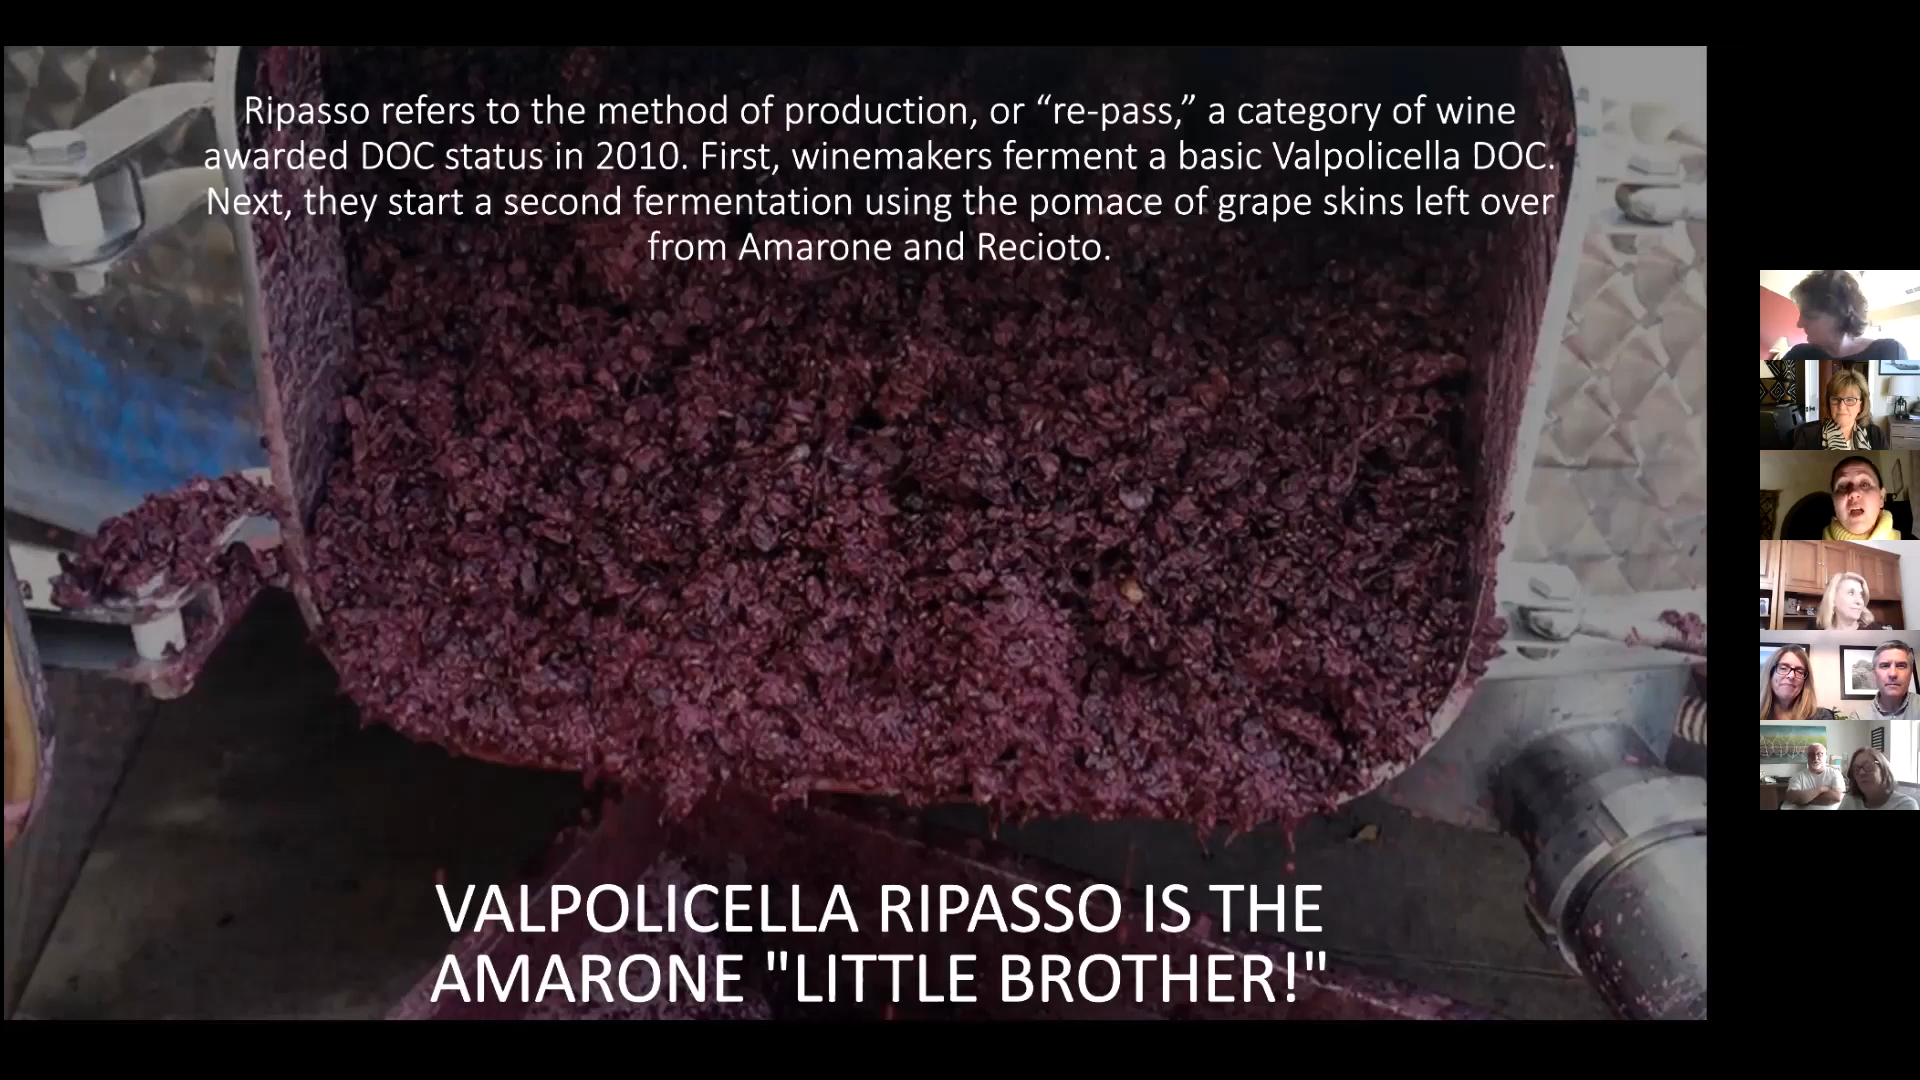 Ripasso refers to the method of production, or “re-pass,” a category of wine
awarded DOC status in 2010. First, winemakers ferment a basic Valpolicella DOC.
Next, they start a second fermentation using the pomace of grape skins left over
from Amarone and Recioto.
VALPOLICELLA RIPASSO IS THE
AMARONE "LITTLE BROTHER!"